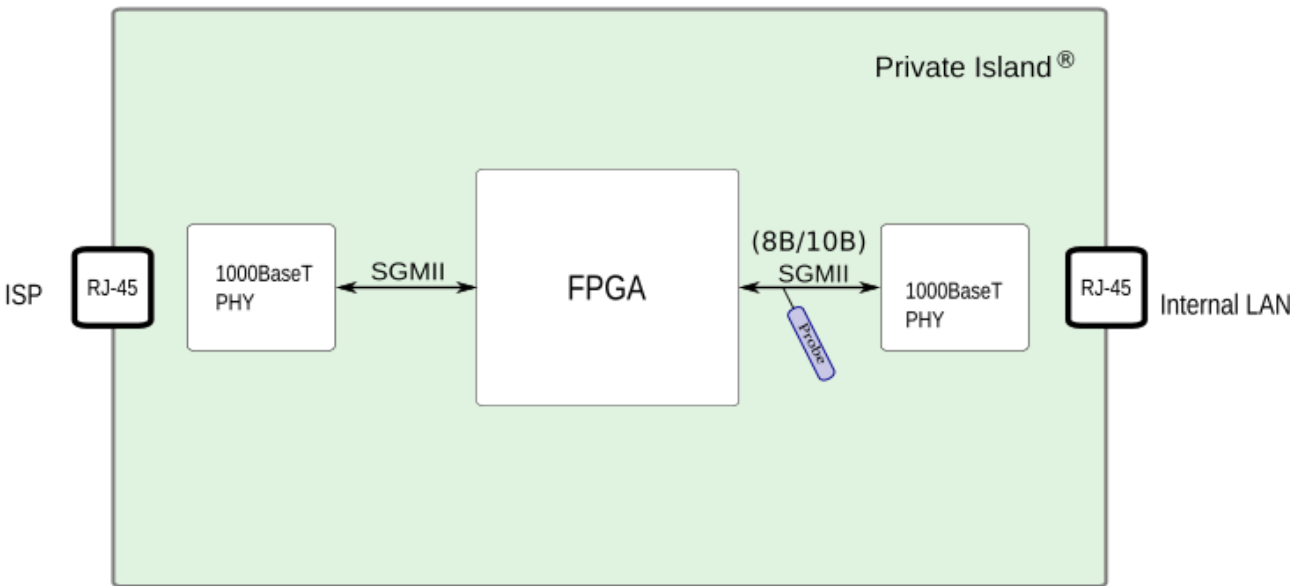 Private Island®
ISP
RJ-45
1000BaseT
PHY
SGMII
FPGA
(8B/10B)
SGMII
Probe
1000BaseT
PHY
RJ-45
Internal LAN